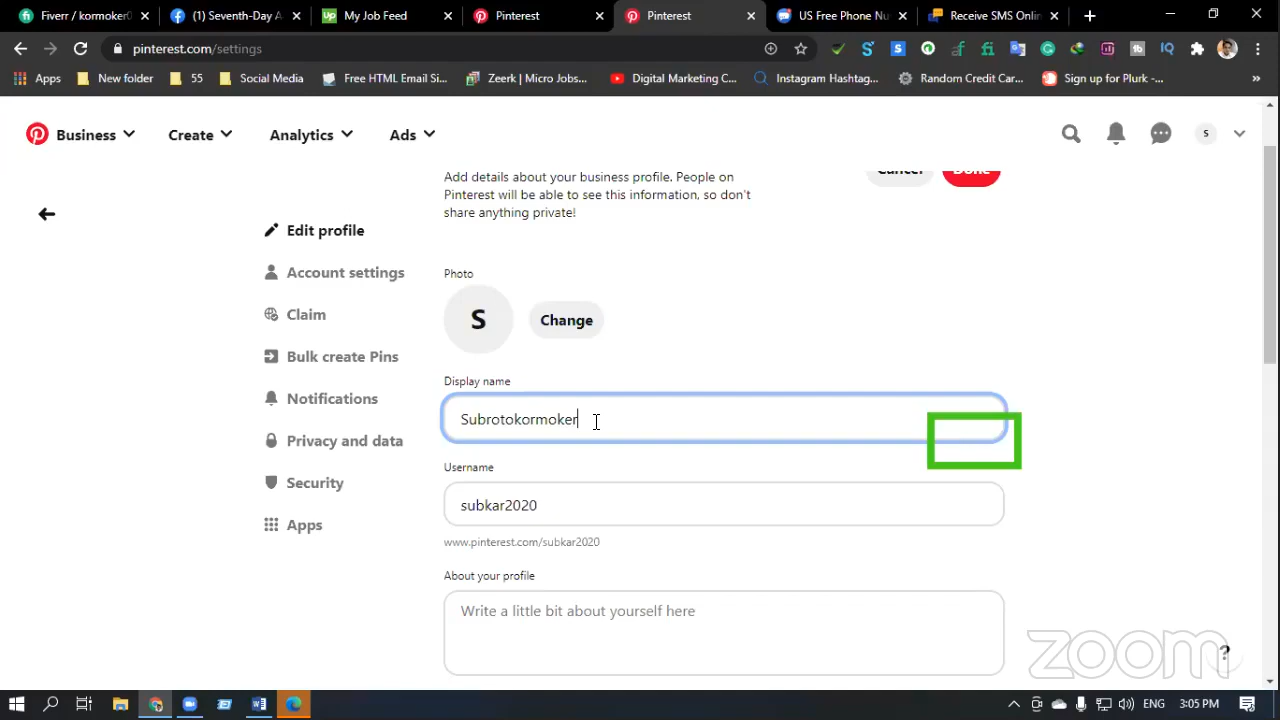 Fiverr / kormoker0
(1) Seventh-Day A
Up
My Job Feed
Pinterest
Pinterest
US Free Phone Nu
Receive SMS Onlin
pinterest.com/settings
Apps
New folder
55
Social Media
Free HTML Email Si...
Zeerk | Micro Jobs...
Digital Marketing C...
Instagram Hashtag...
Random Credit Car...
Sign up for Plurk -...
Business
Create
Analytics
Ads
S
Add details about your business profile. People on
Pinterest will be able to see this information, so don't
share anything private!
Cancel
Done
Edit profile
Account settings
Claim
Bulk create Pins
Notifications
Privacy and data
Security
Apps
Photo
S
Change
Display name
Subrotokormoker
Username
subkar2020
www.pinterest.com/subkar2020
About your profile
Write a little bit about yourself here
zoom
?
ENG
3:05 PM